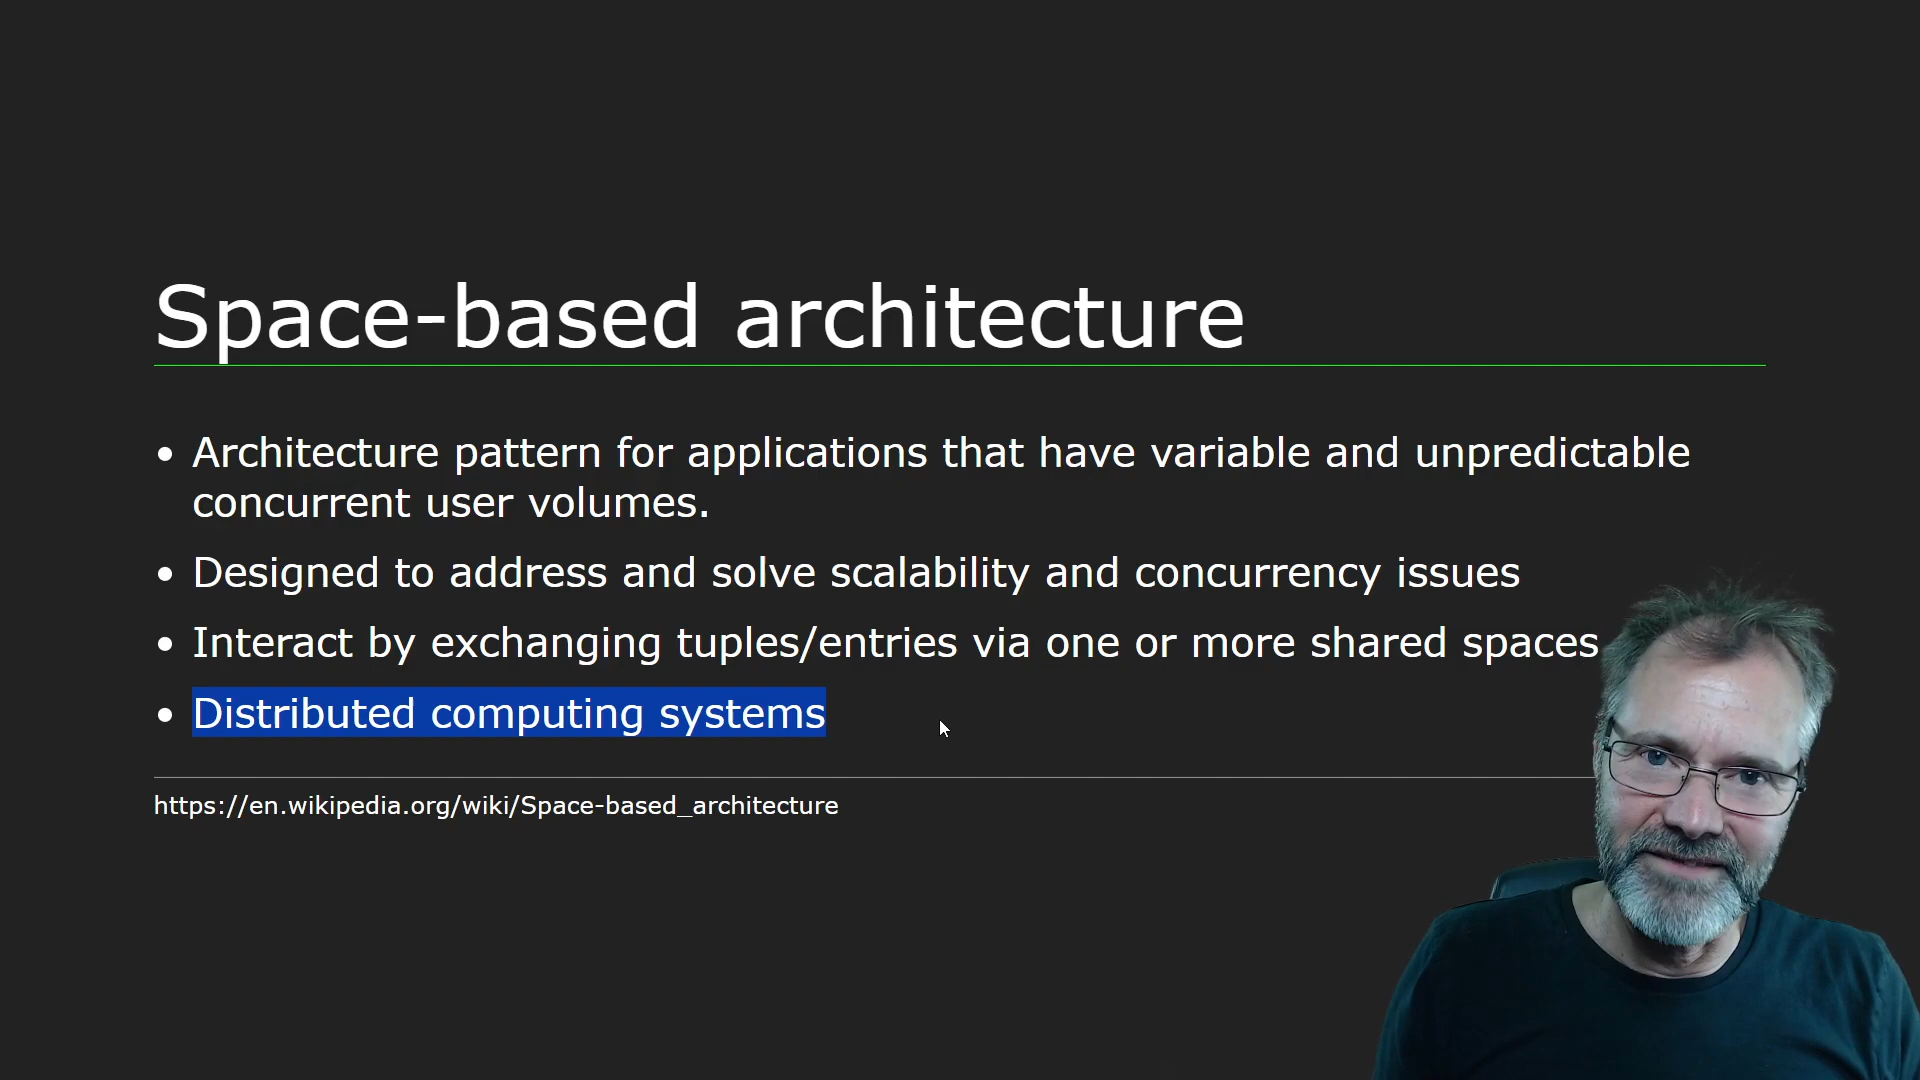 Space-based architecture
• Architecture pattern for applications that have variable and unpredictable
concurrent user volumes.
• Designed to address and solve scalability and concurrency issues
• Interact by exchanging tuples/entries via one or more shared spaces
• Distributed computing systems
https://en.wikipedia.org/wiki/Space-based_architecture